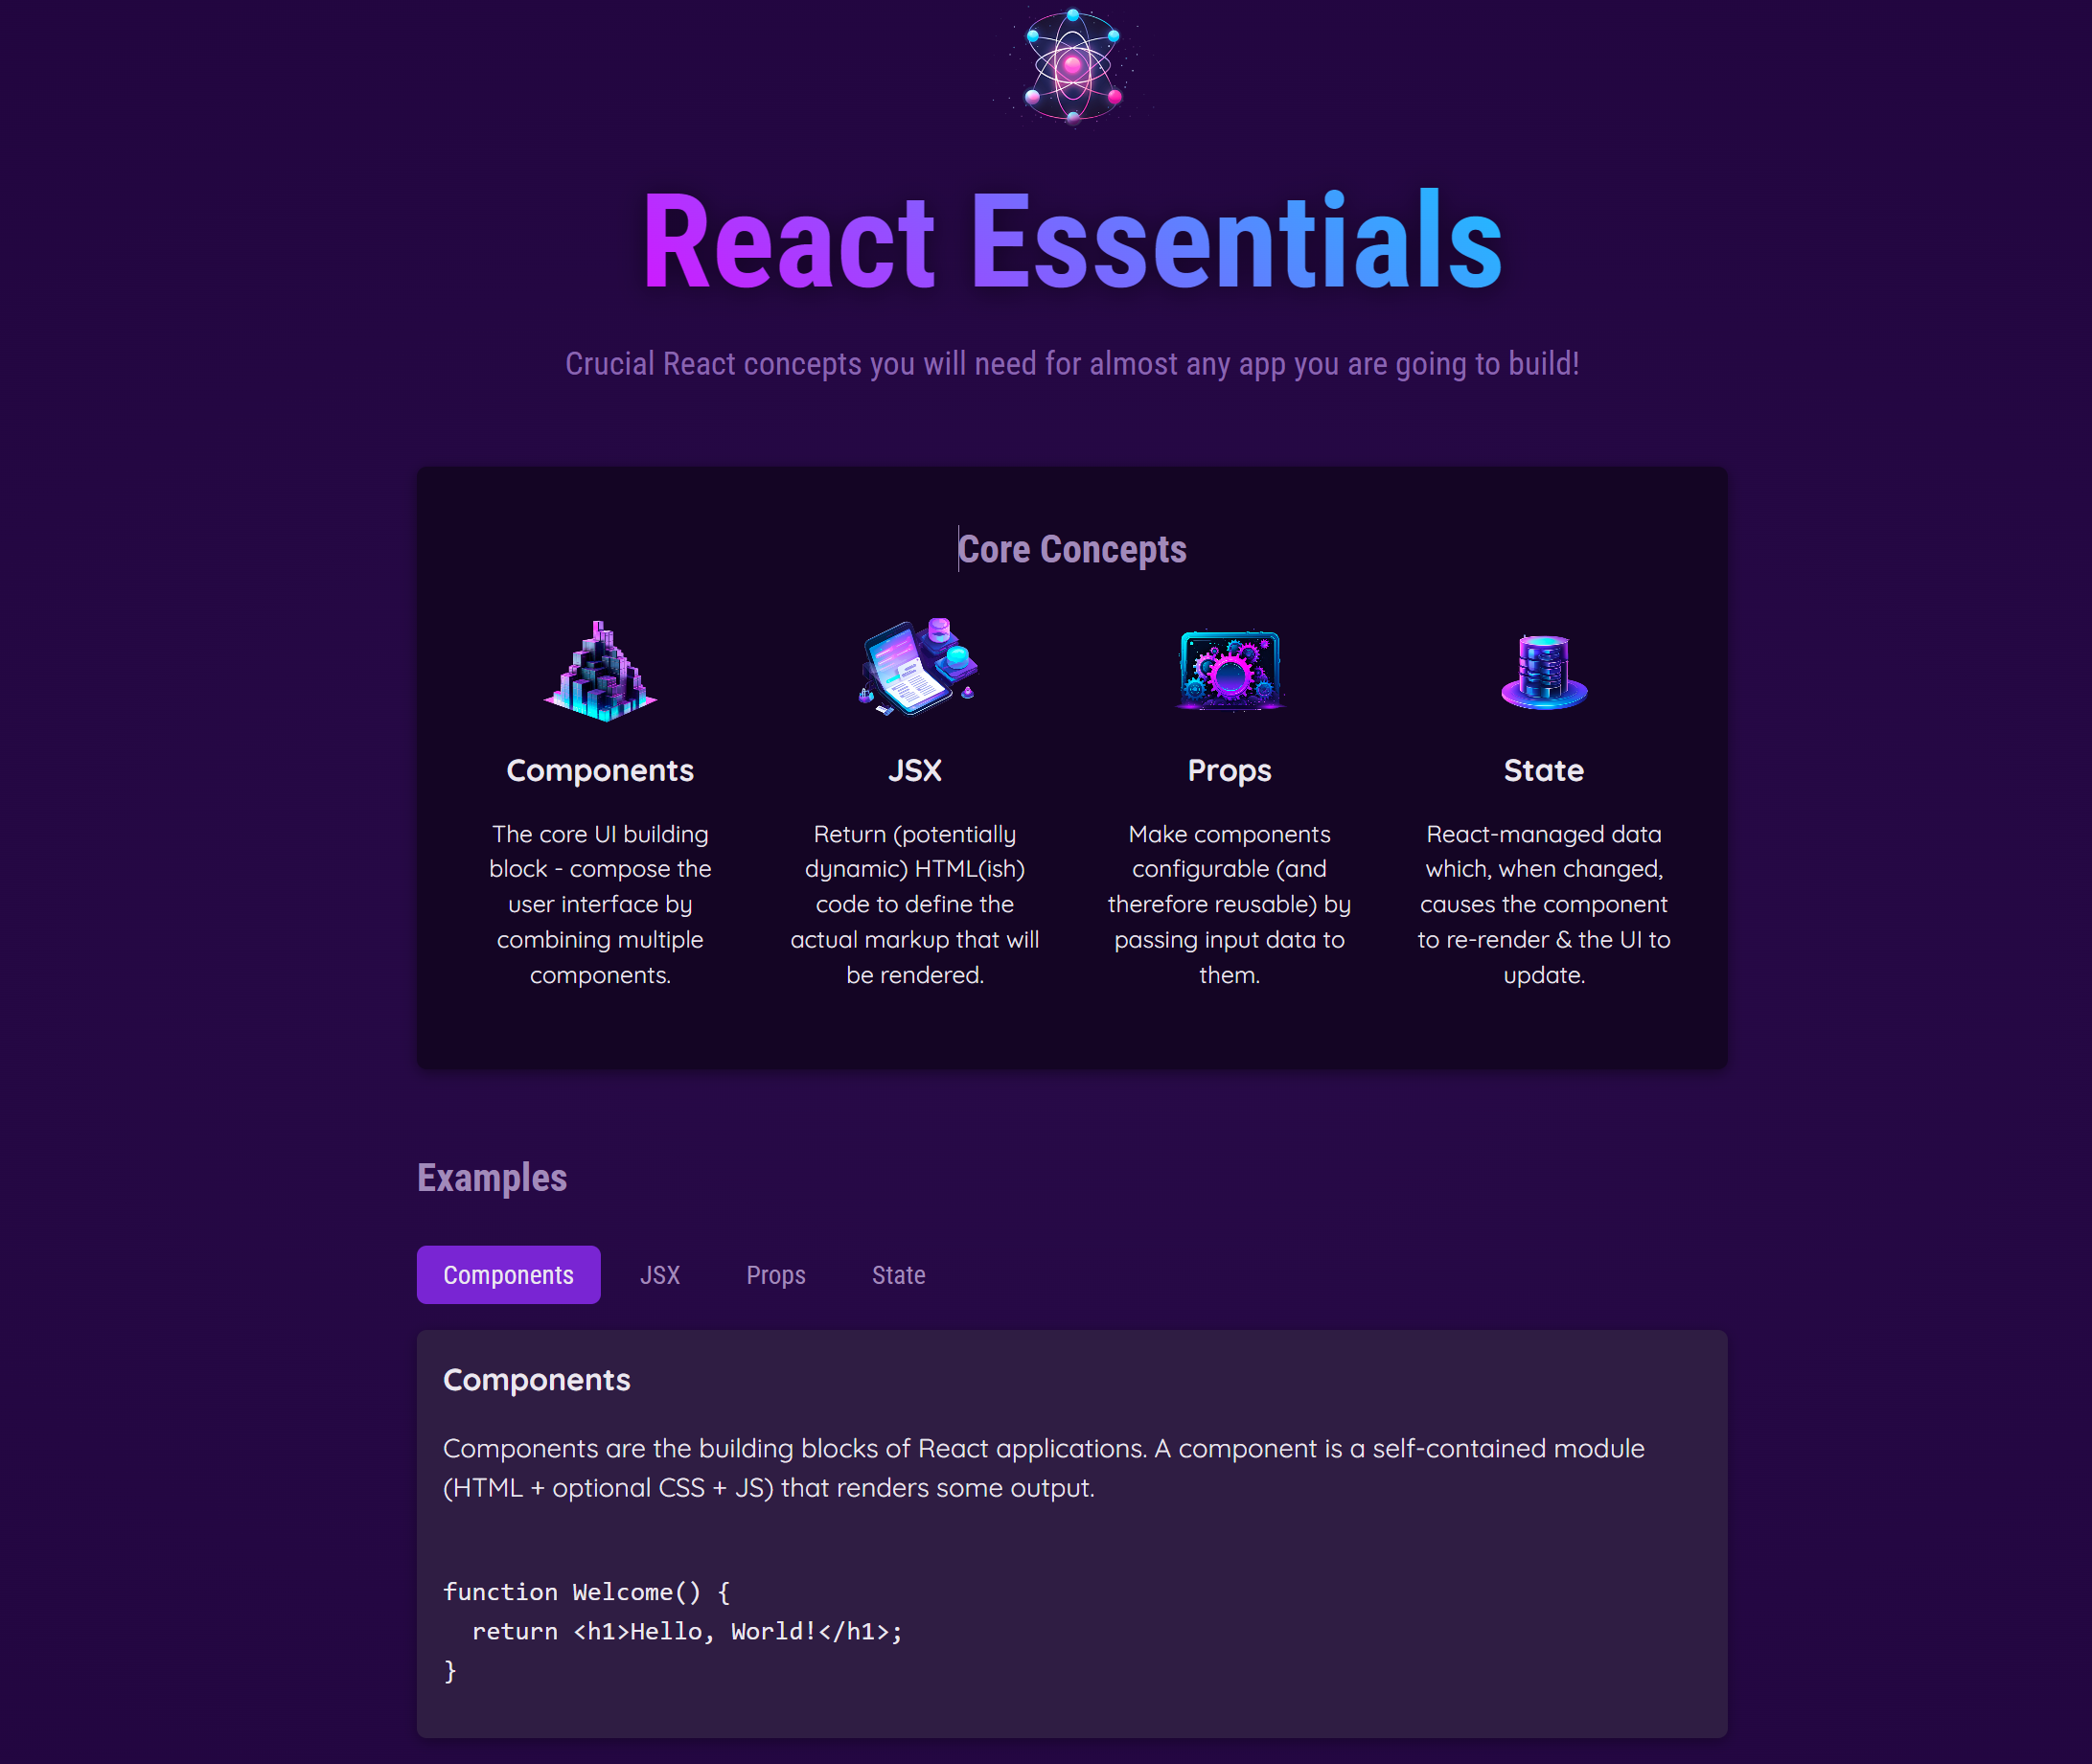 React Essentials
Crucial React concepts you will need for almost any app you are going to build!
Core Concepts
Components
The core UI building
block - compose the
user interface by
combining multiple
components.
JSX
Return (potentially
dynamic) HTML(ish)
code to define the
actual markup that will
be rendered.
Props
Make components
configurable (and
therefore reusable) by
passing input data to
them.
State
React-managed data
which, when changed,
causes the component
to re-render & the UI to
update.
Examples
Components JSX Props State
Components
Components are the building blocks of React applications. A component is a self-contained module
(HTML + optional CSS + JS) that renders some output.
function Welcome() {
  return <h1>Hello, World!</h1>;
}